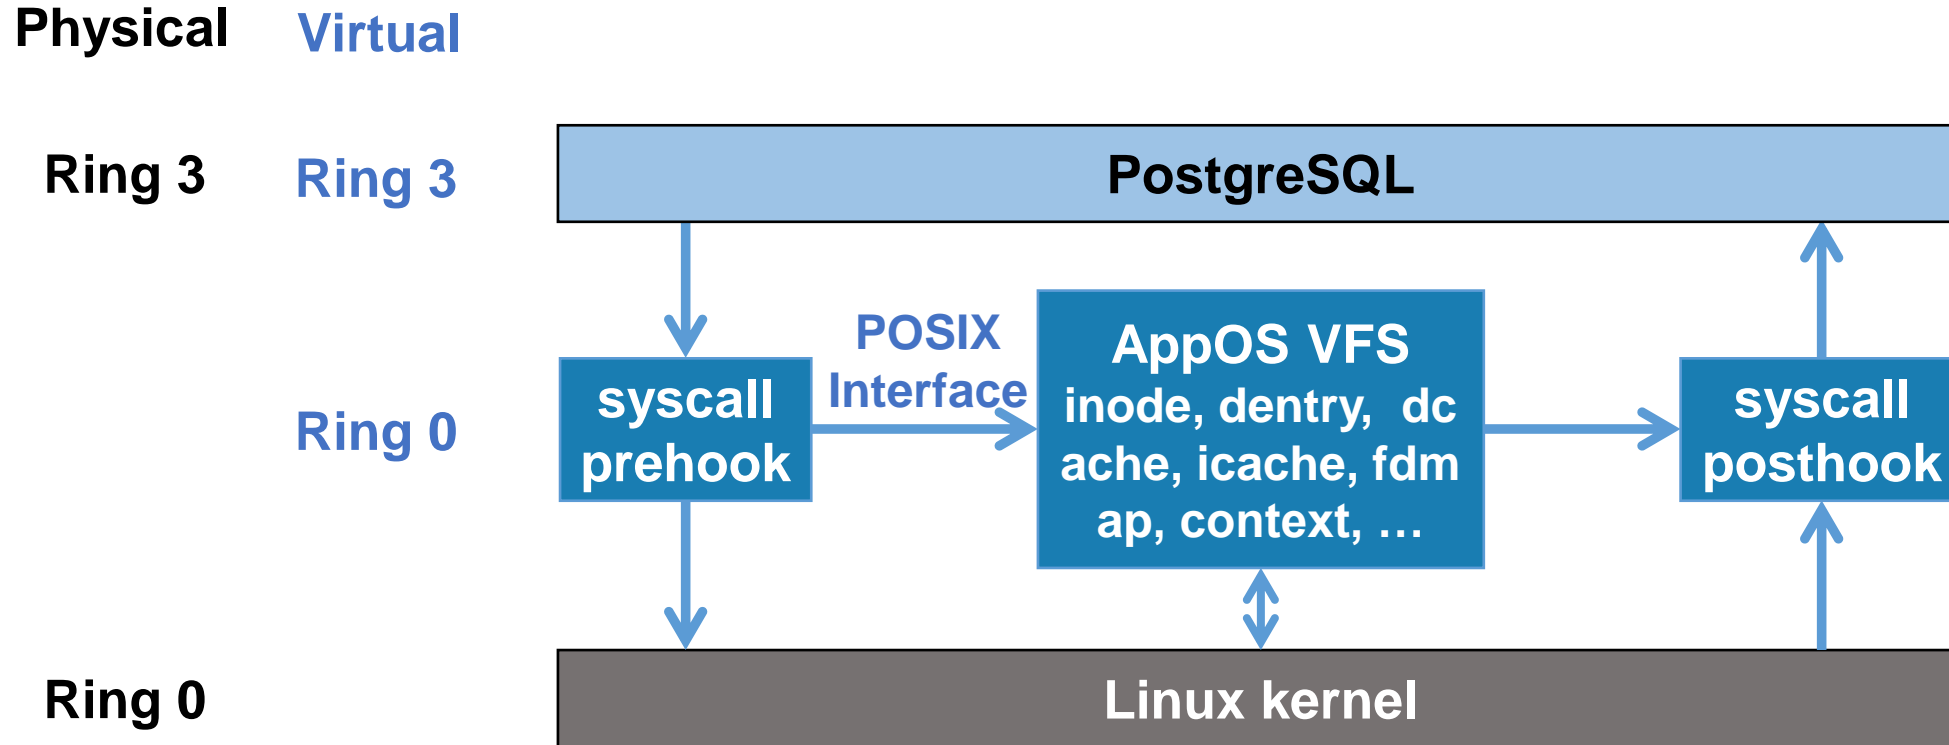 Physical Virtual
Ring 3 Ring 3 PostgreSQL
POSIX
Interface
AppOS VFS
inode, dentry, dc
ache, icache, fdm
ap, context, …
Ring 0
syscall
prehook
syscall
posthook
Ring 0 Linux kernel